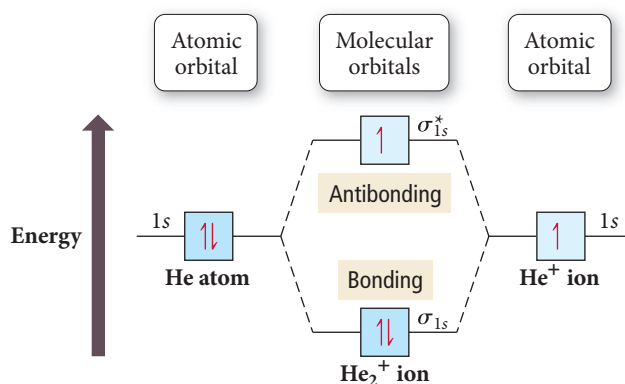 Atomic
orbital
Molecular
orbitals
Atomic
orbital
σ*1s
Antibonding
1s
1s
Energy
He atom
He+ ion
Bonding
σ1s
He2+ ion